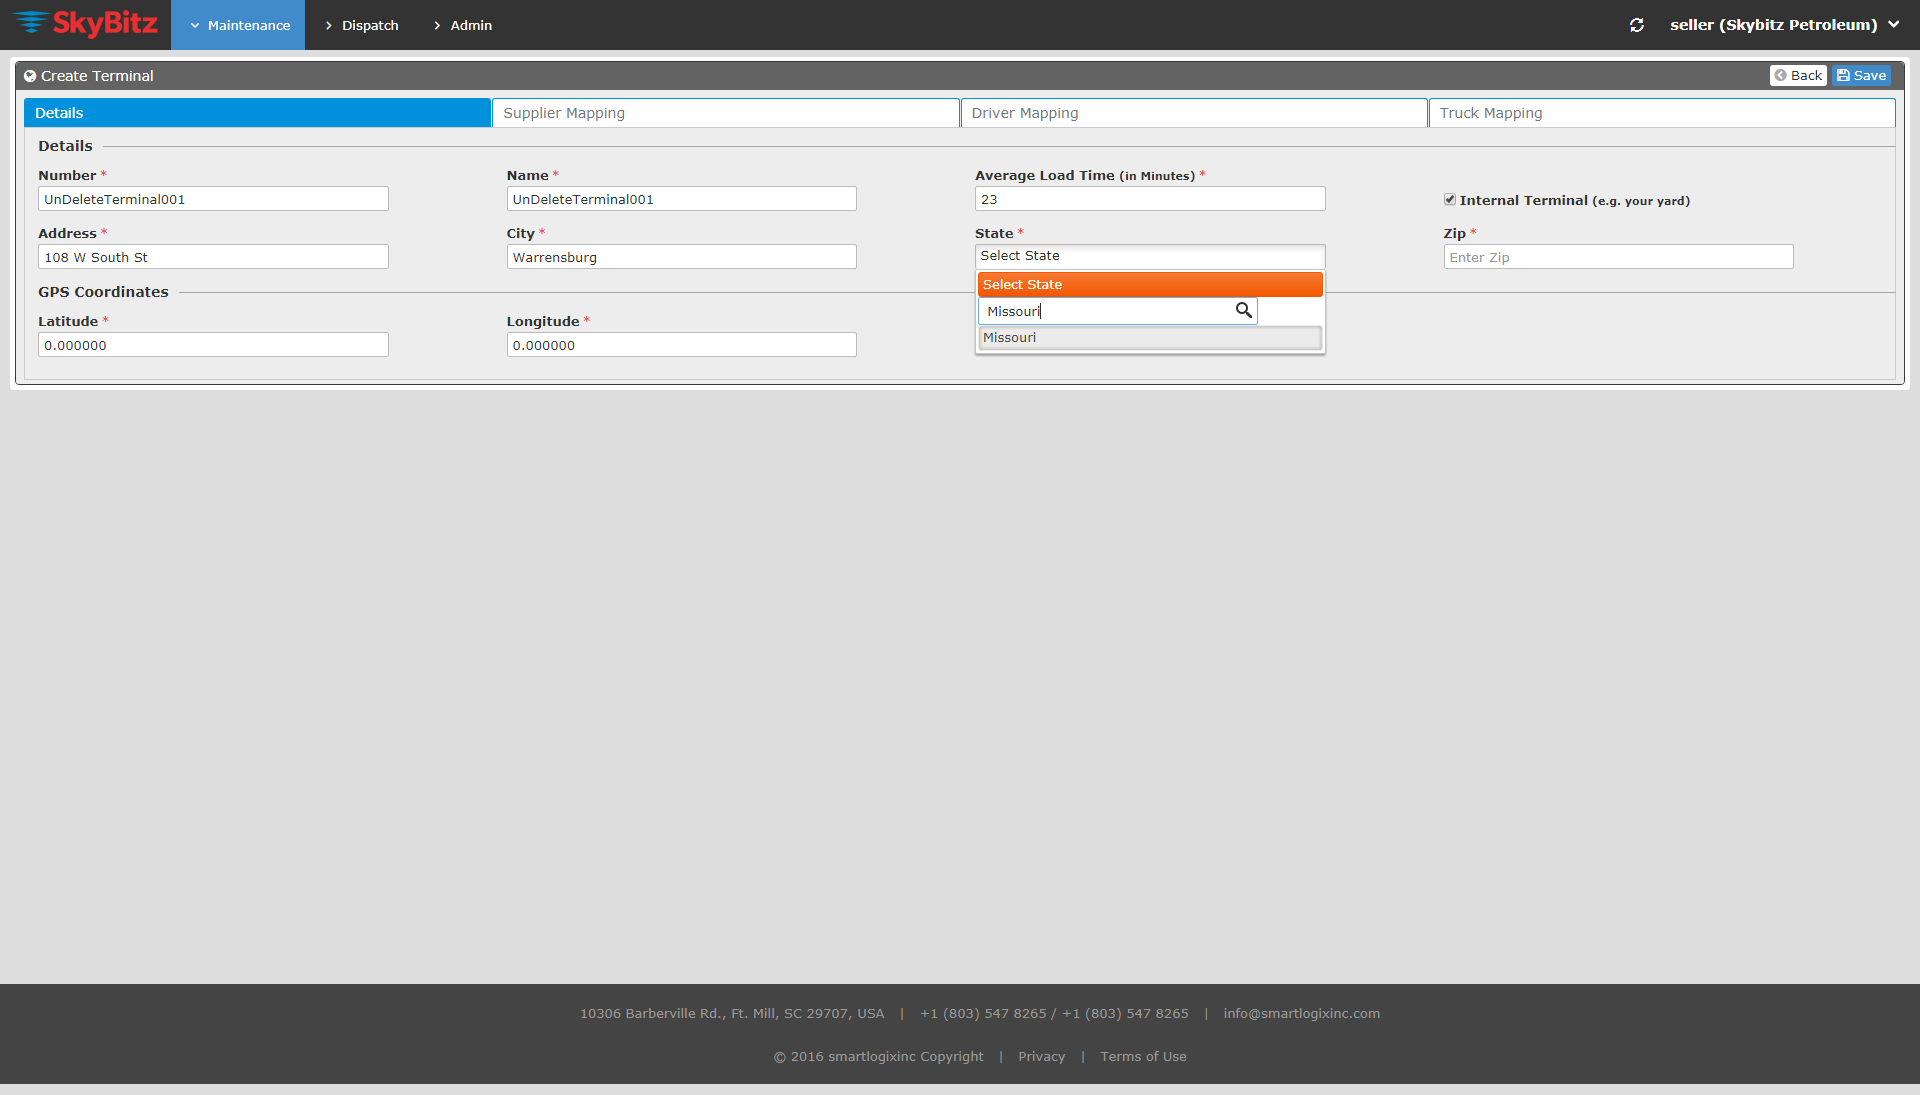 SkyBitz
Maintenance
Dispatch
Admin
seller (Skybitz Petroleum)
Create Terminal
Back
Save
Details
Supplier Mapping
Driver Mapping
Truck Mapping
Details
Number *
Name *
Average Load Time (in Minutes) *
UnDeleteTerminal001
UnDeleteTerminal001
23
Internal Terminal (e.g. your yard)
Address *
City *
State *
Zip *
108 W South St
Warrensburg
Select State
Enter Zip
Select State
Missouri
Missouri
GPS Coordinates
Latitude *
Longitude *
0.000000
0.000000
10306 Barberville Rd., Ft. Mill, SC 29707, USA | +1 (803) 547 8265 / +1 (803) 547 8265 | info@smartlogixinc.com
© 2016 smartlogixinc Copyright | Privacy | Terms of Use